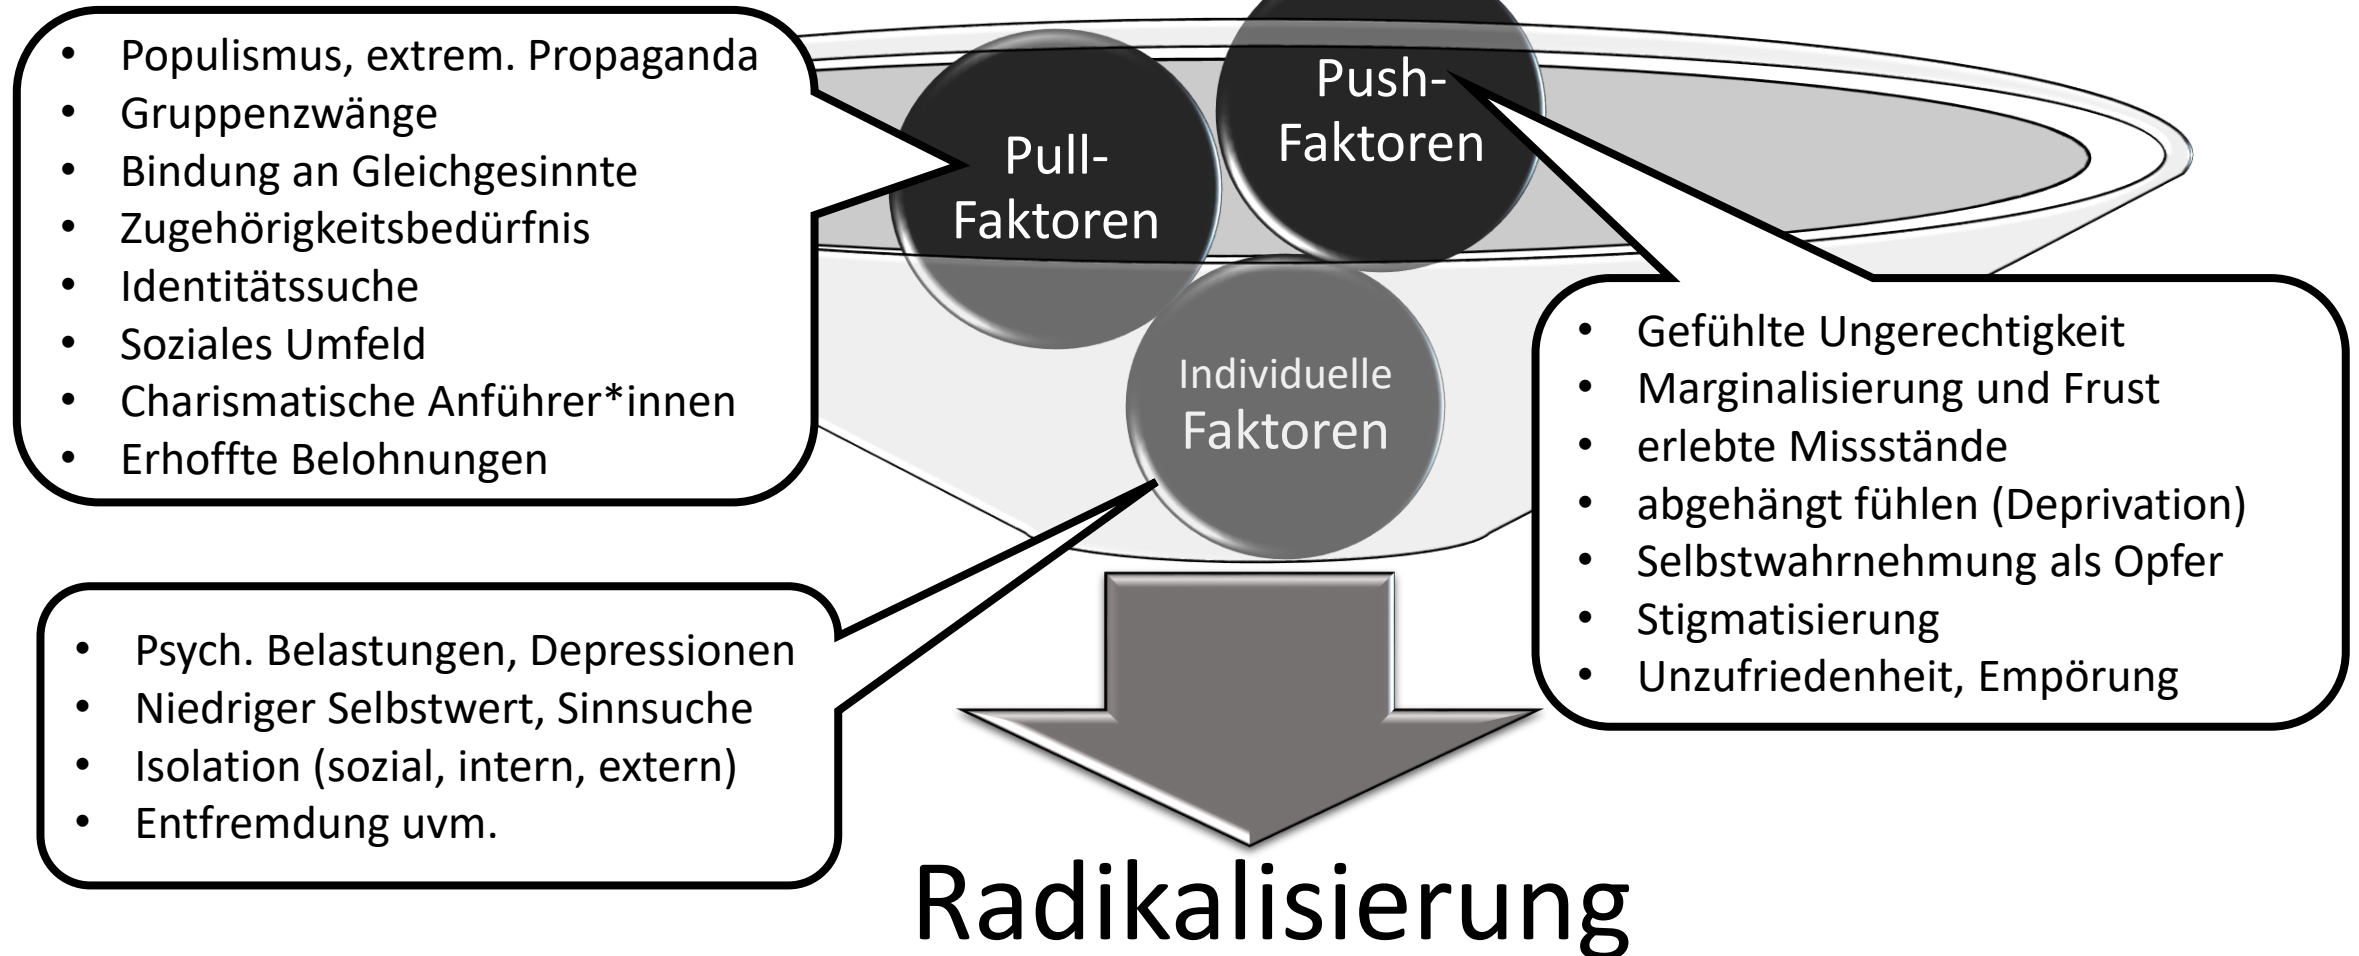 • Populismus, extrem. Propaganda
• Gruppenzwänge
• Bindung an Gleichgesinnte
• Zugehörigkeitsbedürfnis
• Identitätssuche
• Soziales Umfeld
• Charismatische Anführer*innen
• Erhoffte Belohnungen
Pull-
Faktoren
Push-
Faktoren
Individuelle
Faktoren
• Gefühlte Ungerechtigkeit
• Marginalisierung und Frust
• erlebte Missstände
• abgehängt fühlen (Deprivation)
• Selbstwahrnehmung als Opfer
• Stigmatisierung
• Unzufriedenheit, Empörung
• Psych. Belastungen, Depressionen
• Niedriger Selbstwert, Sinnsuche
• Isolation (sozial, intern, extern)
• Entfremdung uvm.
Radikalisierung